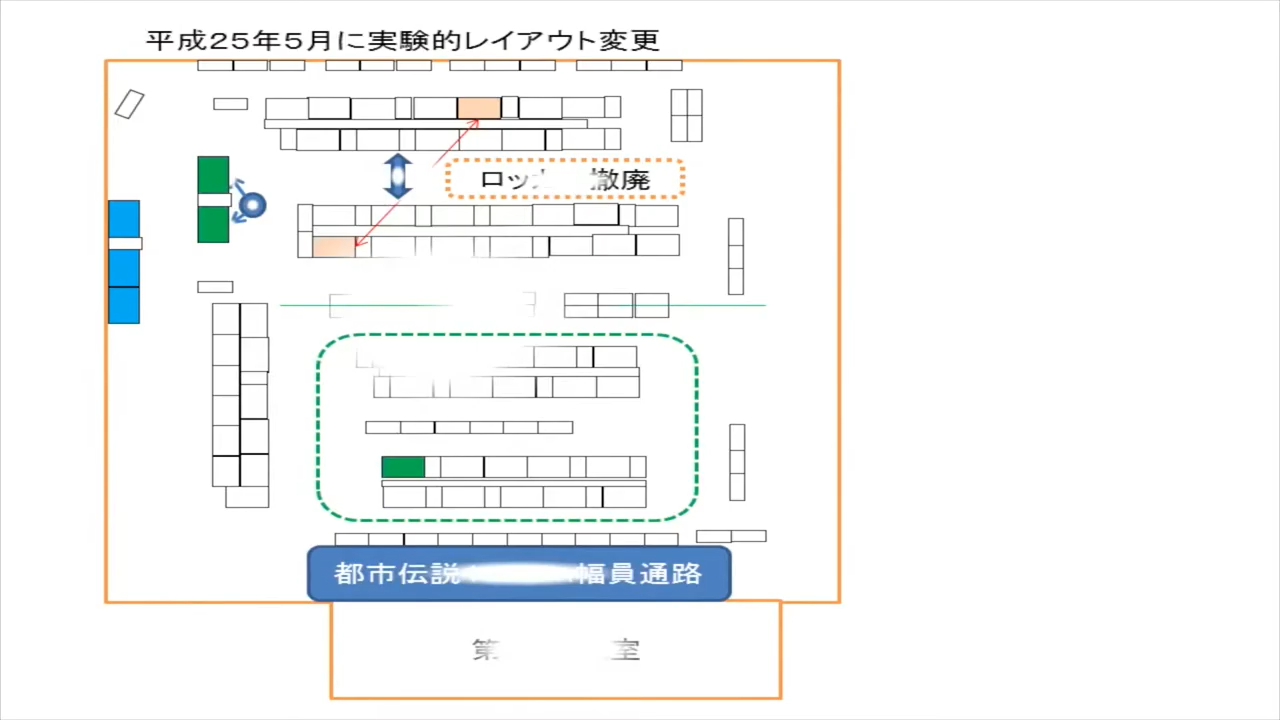 平成25年5月に実験的レイアウト変更
ロッ 撤廃
都市伝説 幅員通路
第 室